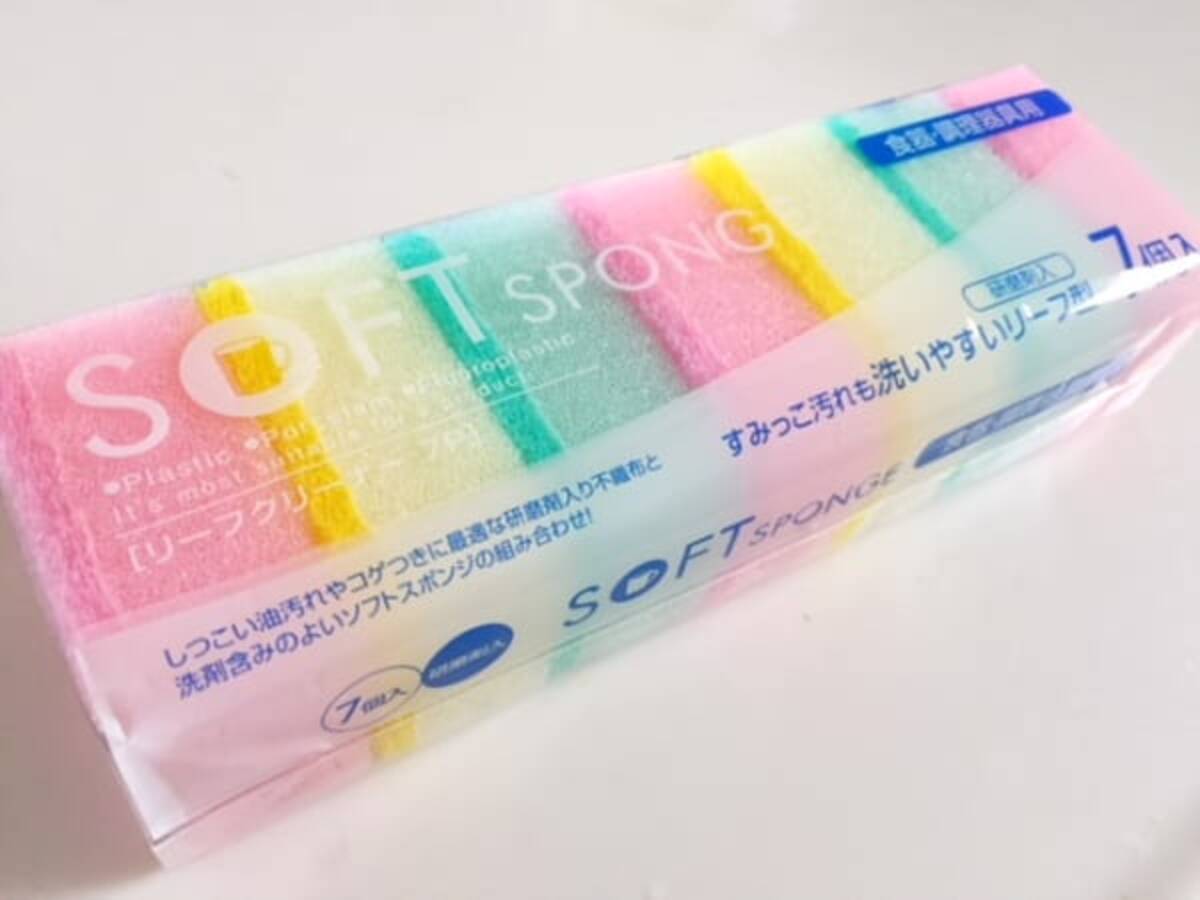 食器・調理器具用
SOFT SPONGE
●Plastic ●Parislam ●Fluoroplastic
It's most
[リーフクリーナー 7P]
研磨剤入
7個入
すみっこ汚れも洗いやすいリーフ型
しつこい油汚れやコゲつきに最適な研磨剤入り不織布と
洗剤含みのよいソフトスポンジの組み合わせ!
7個入
研磨剤入
SOFT SPONGE